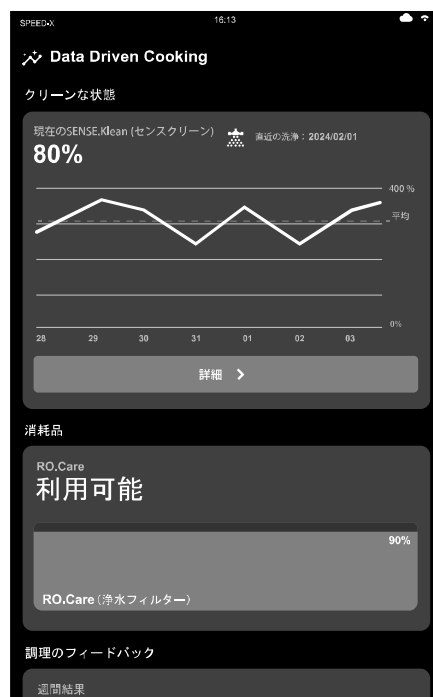 SPEED•X 16:13
Data Driven Cooking
クリーンな状態
現在のSENSE.Klean (センスクリーン) 直近の洗浄：2024/02/01
80%
400 %
平均
0%
28 29 30 31 01 02 03
詳細
消耗品
RO.Care
利用可能
90%
RO.Care（浄水フィルター）
調理のフィードバック
週間結果